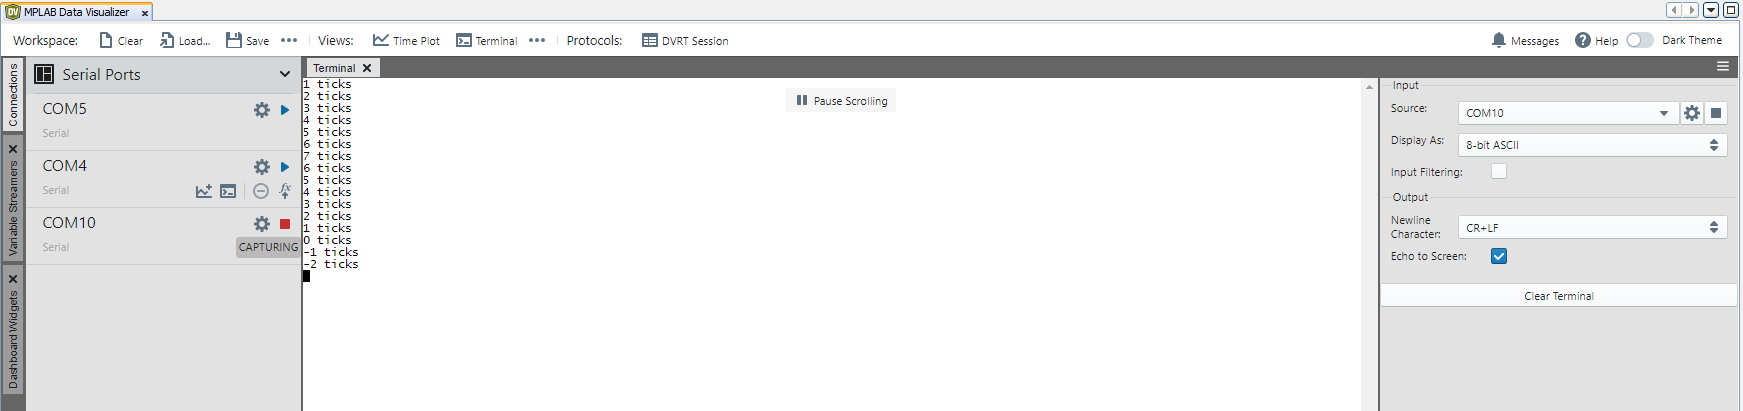 MPLAB Data Visualizer
Workspace: Clear Load... Save Views: Time Plot Terminal Protocols: DVRT Session Messages Help Dark Theme
Connections
Variable Streamers
Dashboard Widgets
Serial Ports
COM5
Serial
COM4
Serial
COM10
Serial
CAPTURING
Terminal
1 ticks
2 ticks
3 ticks
4 ticks
5 ticks
6 ticks
7 ticks
6 ticks
5 ticks
4 ticks
3 ticks
2 ticks
1 ticks
0 ticks
-1 ticks
-2 ticks
Pause Scrolling
Input
Source: COM10
Display As: 8-bit ASCII
Input Filtering:
Output
Newline
Character: CR+LF
Echo to Screen:
Clear Terminal